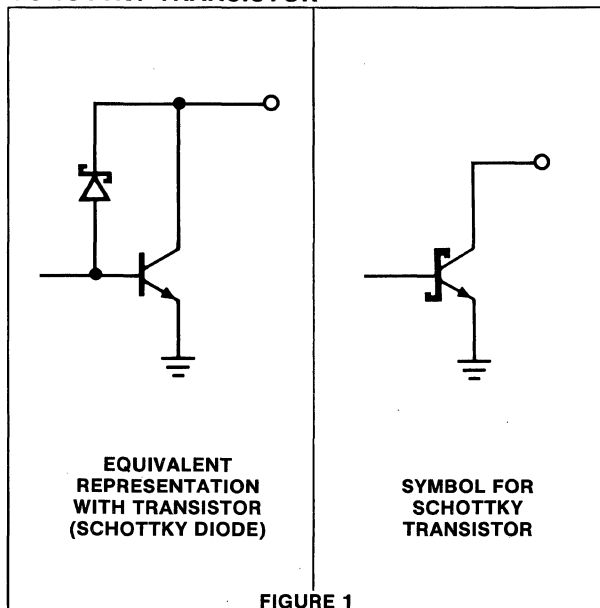 EQUIVALENT
REPRESENTATION
WITH TRANSISTOR
(SCHOTTKY DIODE)
SYMBOL FOR
SCHOTTKY
TRANSISTOR
FIGURE 1